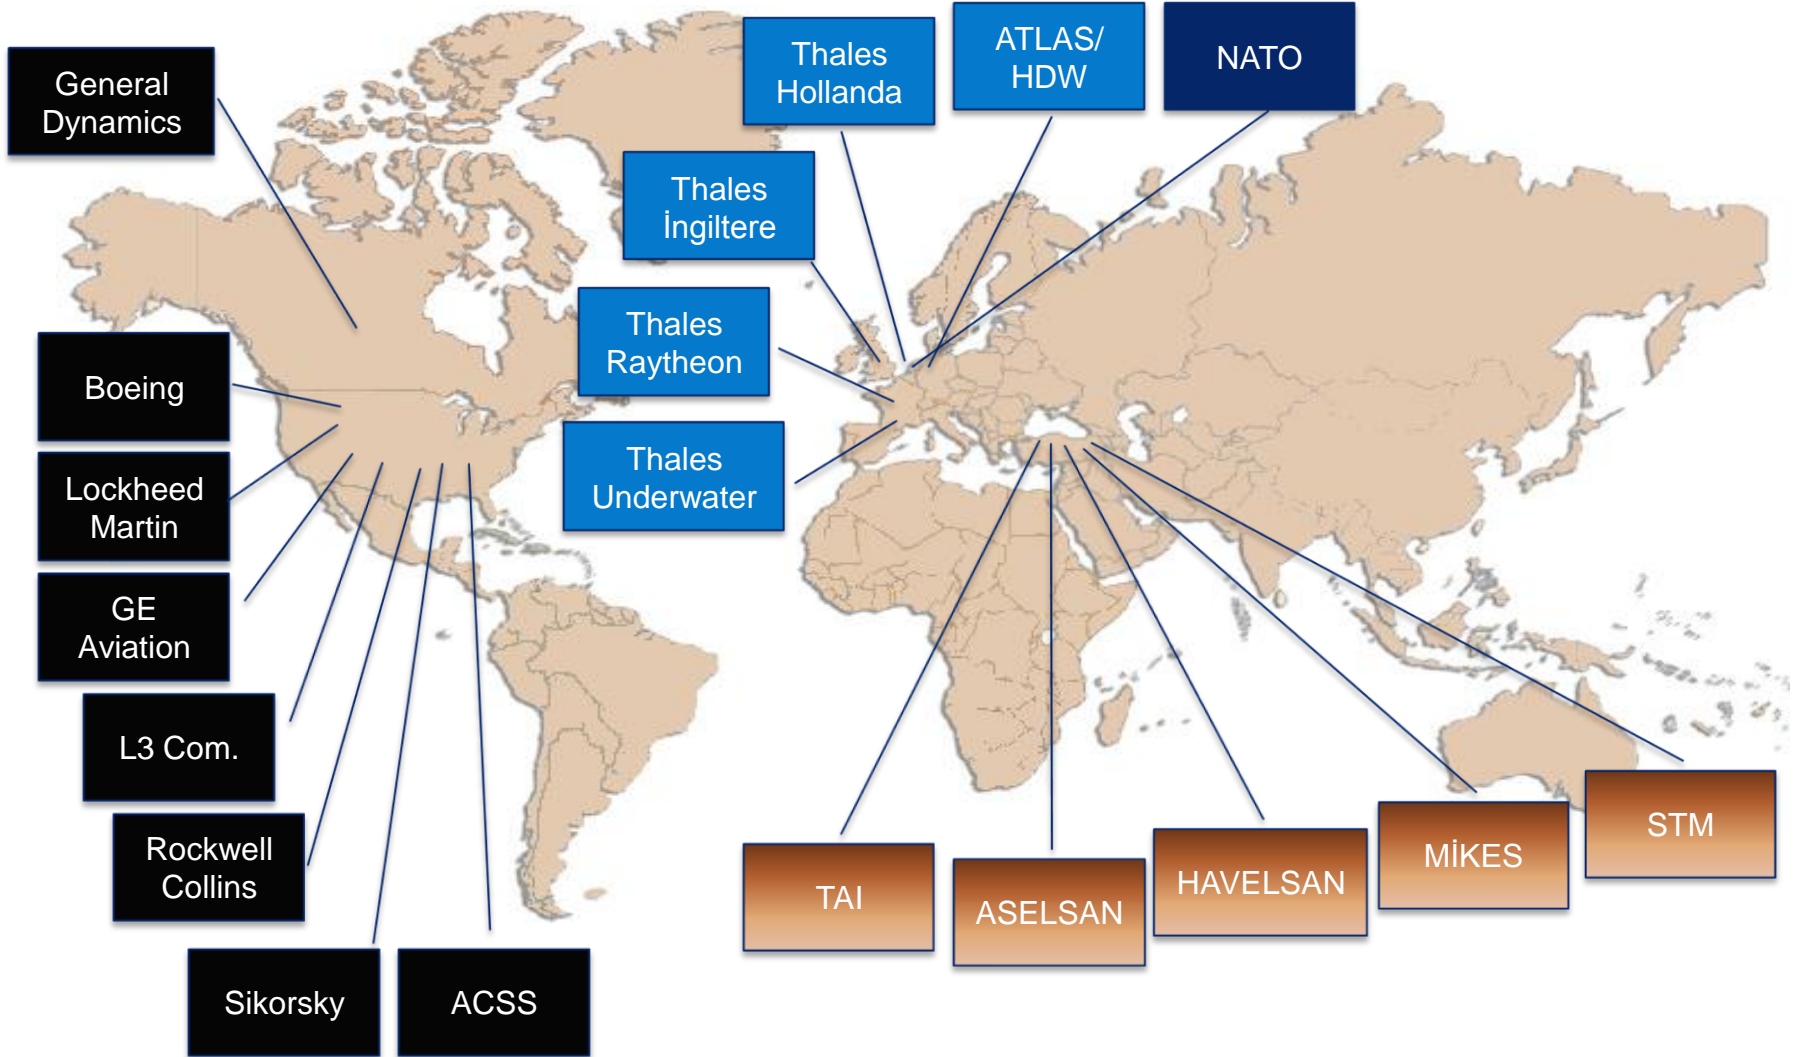 General
Dynamics
Thales
Hollanda
ATLAS/
HDW
NATO
Thales
İngiltere
Thales
Raytheon
Boeing
Thales
Underwater
Lockheed
Martin
GE
Aviation
L3 Com.
Rockwell
Collins
Sikorsky
ACSS
TAI
ASELSAN
HAVELSAN
MİKES
STM